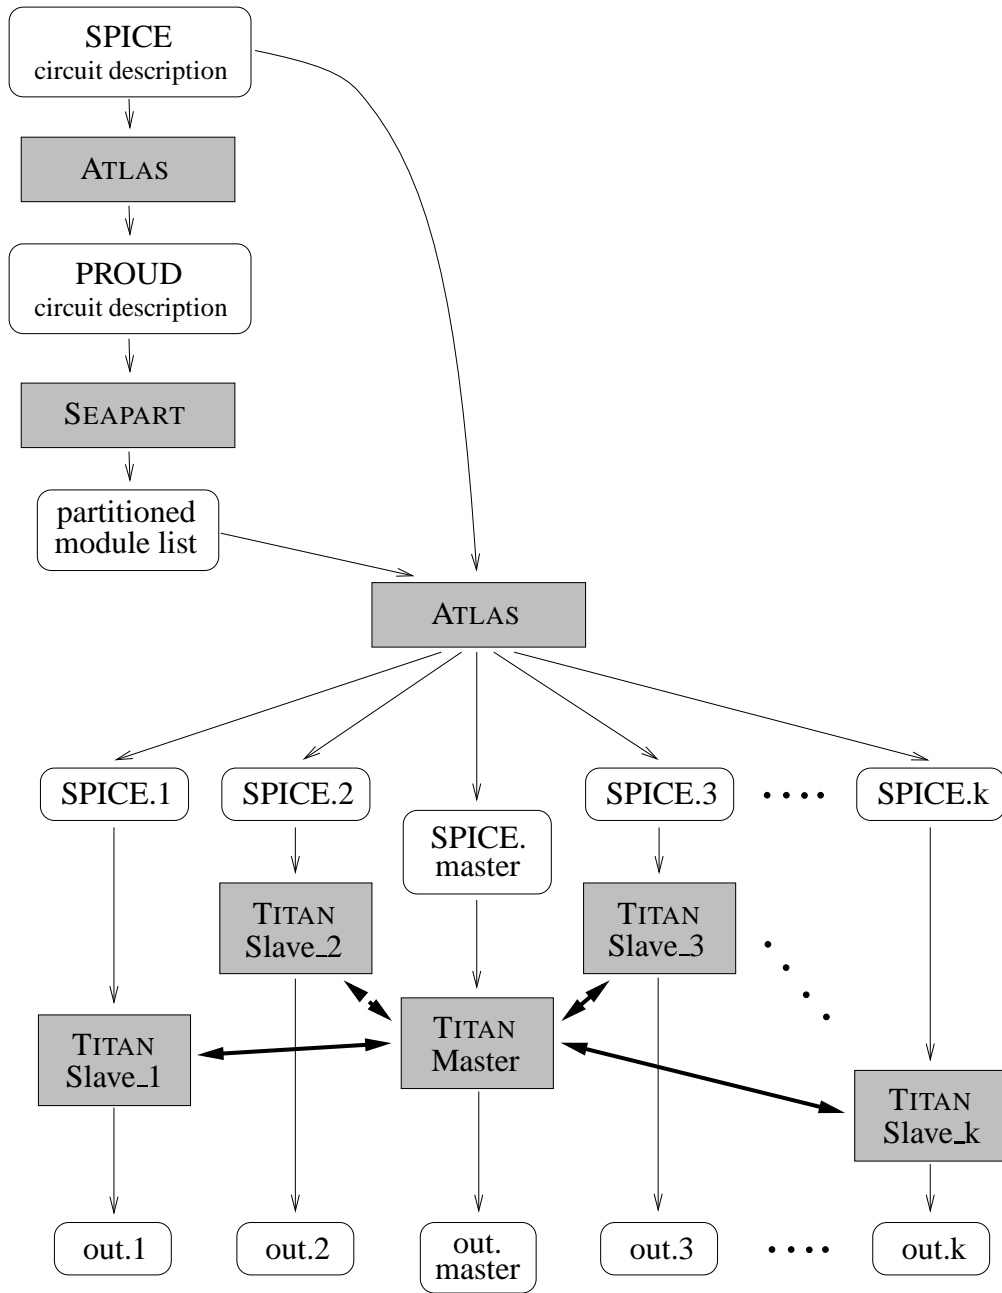 SPICE
circuit description
ATLAS
PROUD
circuit description
SEAPART
partitioned
module list
ATLAS
SPICE.1
SPICE.2
SPICE.3
SPICE.k
SPICE.
master
TITAN
Slave_2
TITAN
Slave_3
TITAN
Slave_1
TITAN
Master
TITAN
Slave_k
out.1
out.2
out.
master
out.3
out.k